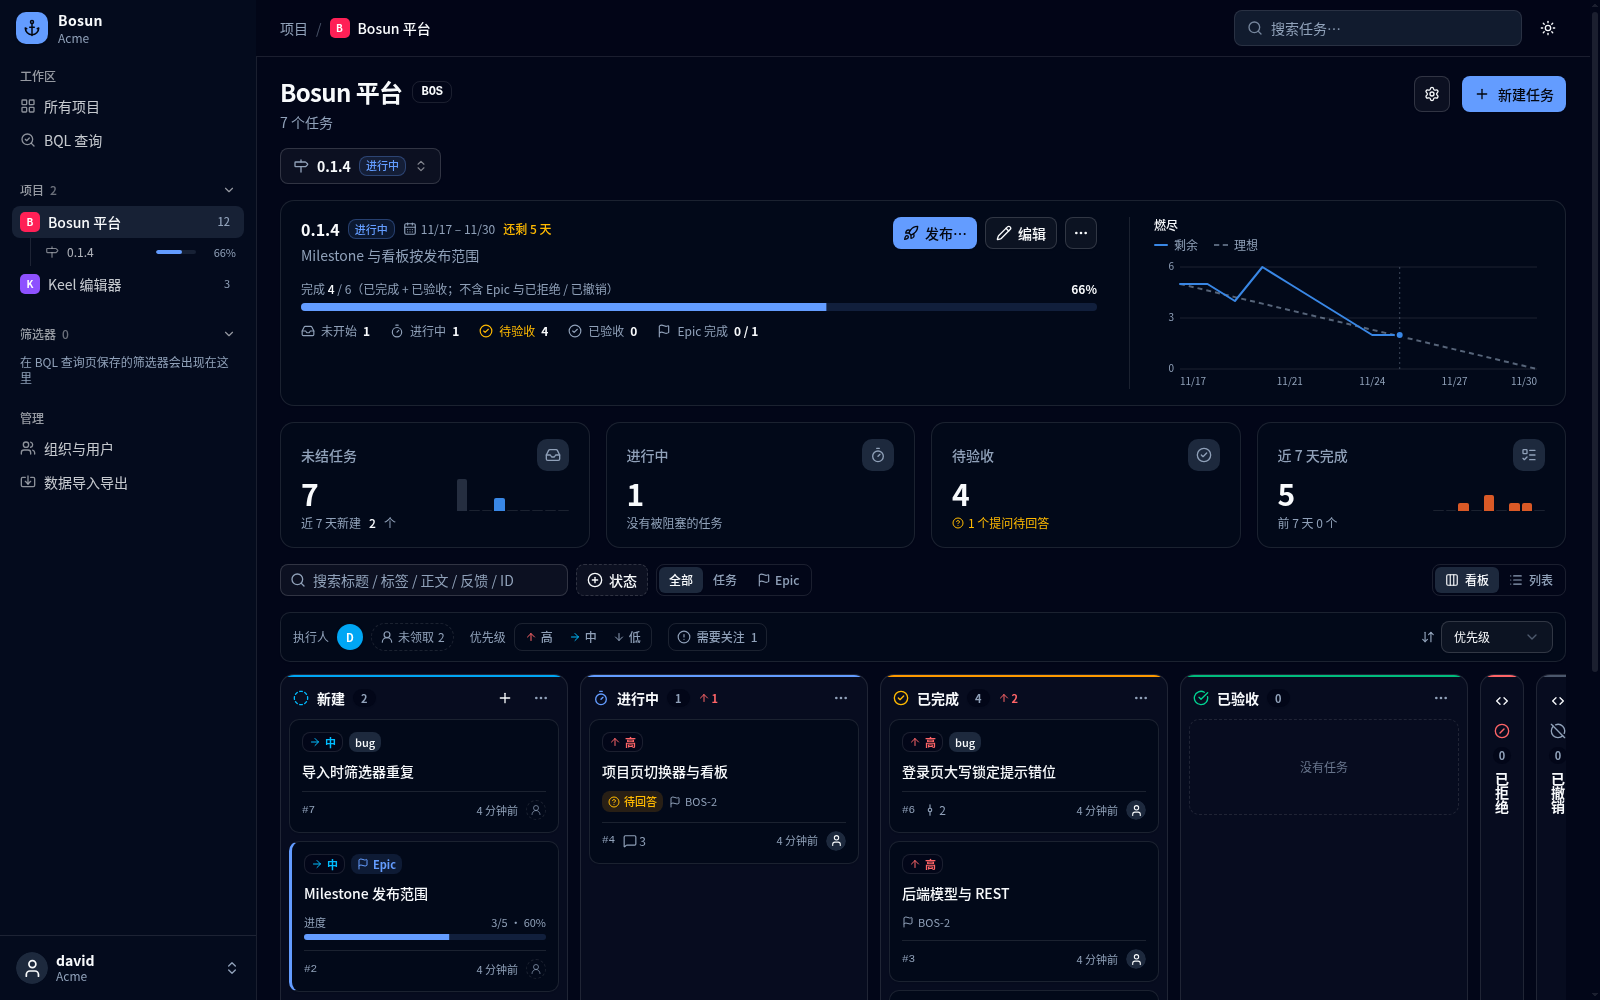 Bosun
Acme
工作区
所有项目
BQL 查询
项目 2
B Bosun 平台 12
0.1.4 66%
K Keel 编辑器 3
筛选器 0
在 BQL 查询页保存的筛选器会出现在这
里
管理
组织与用户
数据导入导出
david
Acme
项目 / B Bosun 平台
搜索任务…
Bosun 平台 BOS
7 个任务
新建任务
0.1.4 进行中
0.1.4 进行中 11/17 – 11/30 还剩 5 天
发布… 编辑
Milestone 与看板按发布范围
完成 4 / 6（已完成 + 已验收；不含 Epic 与已拒绝 / 已撤销） 66%
未开始 1 进行中 1 待验收 4 已验收 0 Epic 完成 0 / 1
燃尽
剩余 理想
6
3
0
11/17 11/21 11/24 11/27 11/30
未结任务
7
近 7 天新建 2 个
进行中
1
没有被阻塞的任务
待验收
4
1 个提问待回答
近 7 天完成
5
前 7 天 0 个
搜索标题 / 标签 / 正文 / 反馈 / ID
状态
全部 任务 Epic
看板 列表
执行人 D 未领取 2 优先级 高 中 低 需要关注 1
优先级
新建 2
中 bug
导入时筛选器重复
#7 4 分钟前
中 Epic
Milestone 发布范围
进度 3/5 · 60%
#2 4 分钟前
进行中 1 1
高
项目页切换器与看板
待回答 BOS-2
#4 3 4 分钟前
已完成 4 2
高 bug
登录页大写锁定提示错位
#6 2 4 分钟前
高
后端模型与 REST
BOS-2
#3 4 分钟前
已验收 0
没有任务
0
已拒绝
0
已撤销